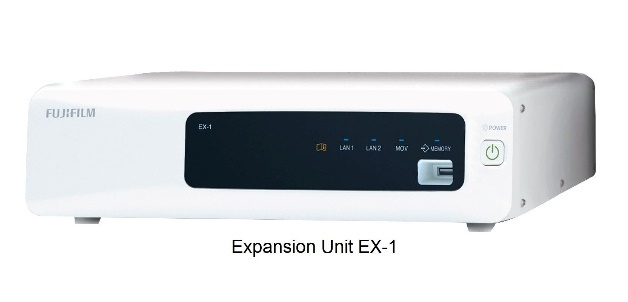 FUJIFILM
EX-1
LAN 1
LAN 2
MOV
MEMORY
POWER
Expansion Unit EX-1